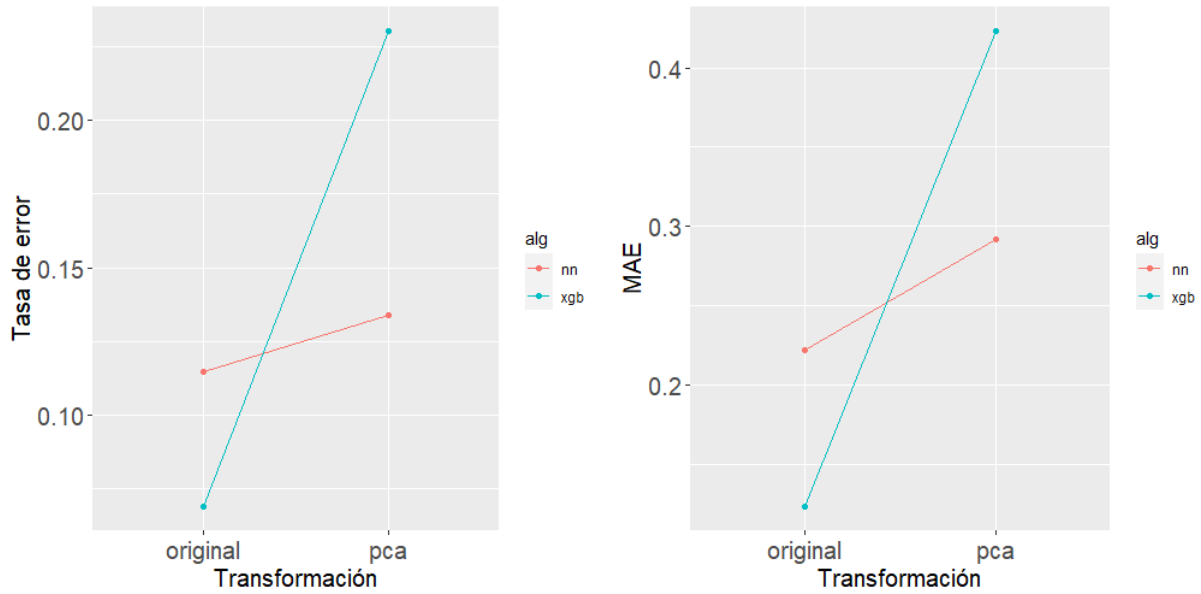 Tasa de error
0.20
0.15
0.10
original
pca
Transformación
alg
nn
xgb
MAE
0.4
0.3
0.2
original
pca
Transformación
alg
nn
xgb